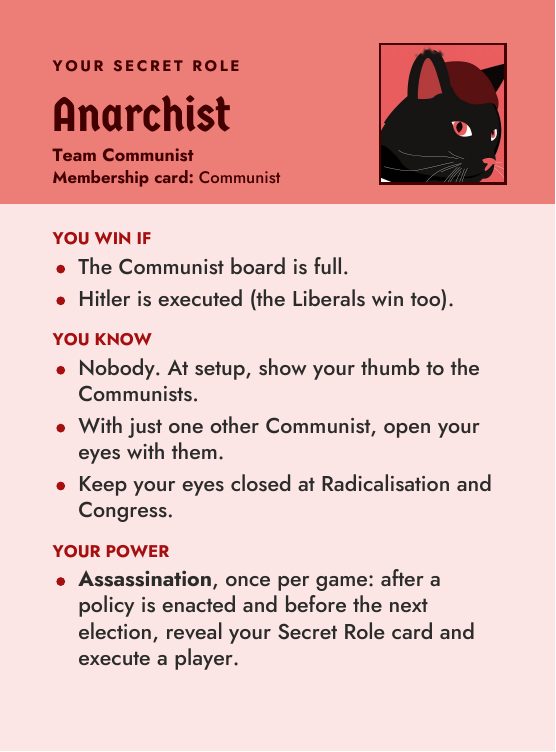 YOUR SECRET ROLE
Anarchist
Team Communist
Membership card: Communist
YOU WIN IF
• The Communist board is full.
• Hitler is executed (the Liberals win too).
YOU KNOW
• Nobody. At setup, show your thumb to the
Communists.
• With just one other Communist, open your
eyes with them.
• Keep your eyes closed at Radicalisation and
Congress.
YOUR POWER
• Assassination, once per game: after a
policy is enacted and before the next
election, reveal your Secret Role card and
execute a player.